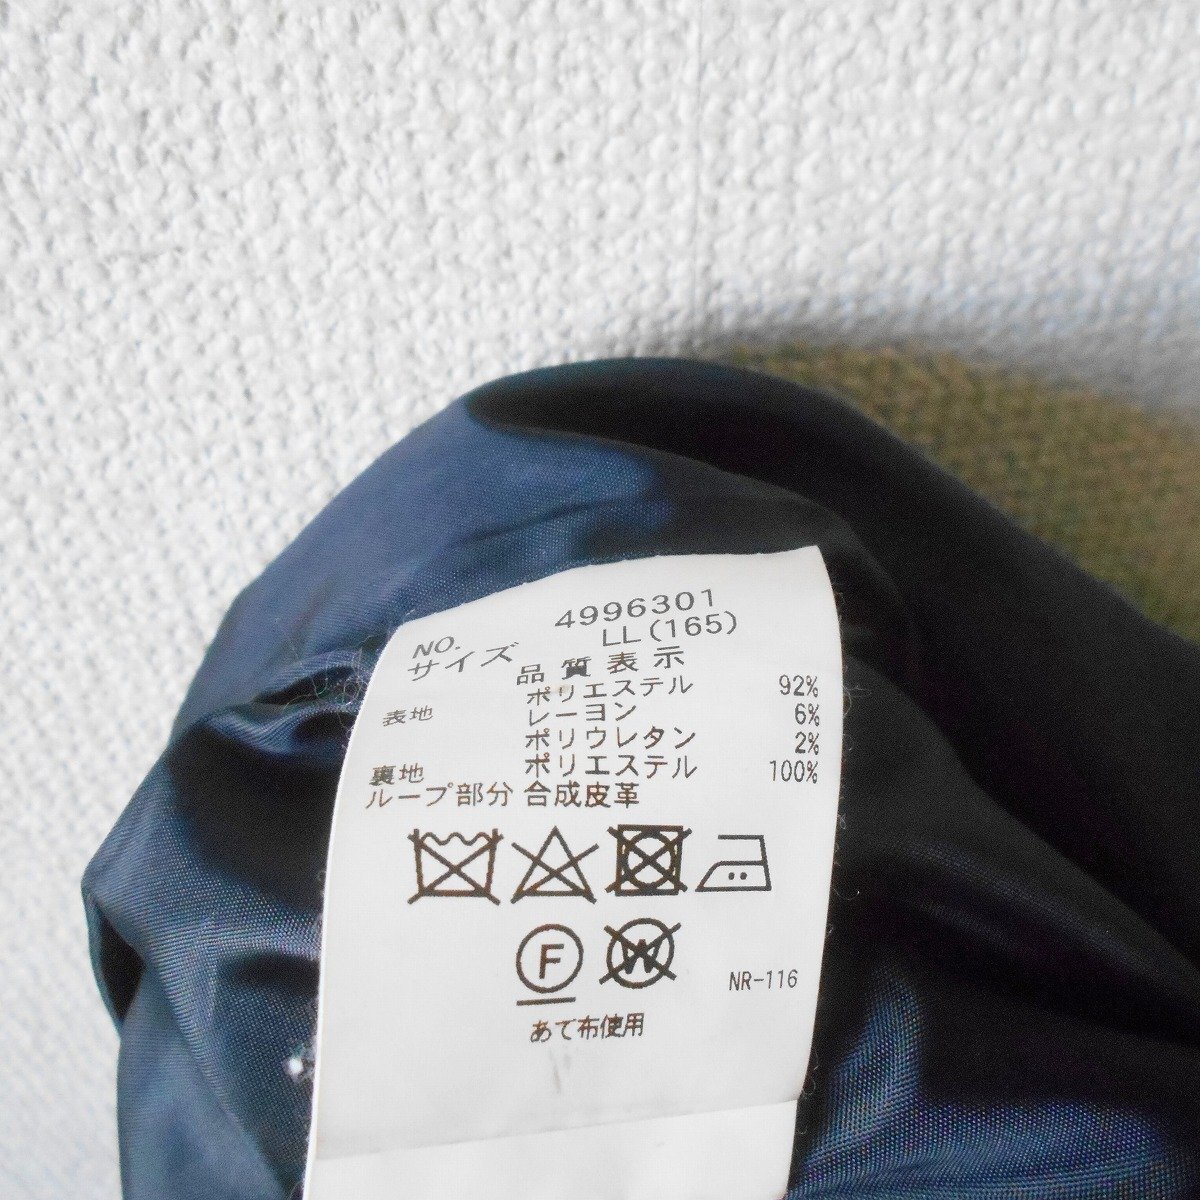 NO. 4996301
サイズ LL(165)
品質表示
表地 ポリエステル 92%
レーヨン 6%
ポリウレタン 2%
裏地 ポリエステル 100%
ループ部分 合成皮革
F W
NR-116
あて布使用